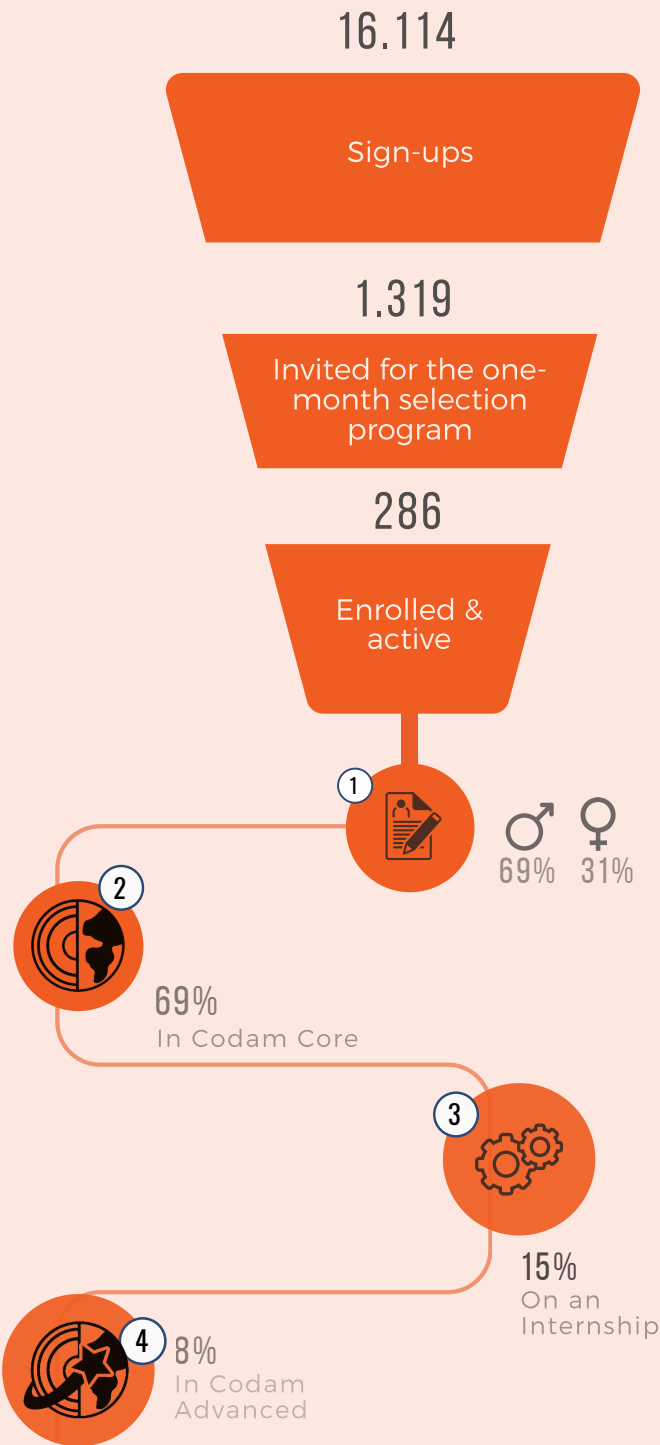 16.114
Sign-ups
1.319
Invited for the one-
month selection
program
286
Enrolled &
active
1
69% 31%
2
69%
In Codam Core
3
15%
On an
Internship
4
8%
In Codam
Advanced